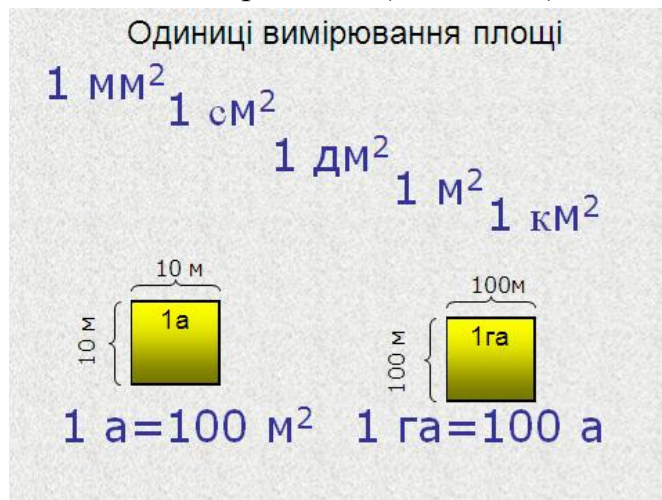 Одиниці вимірювання площі
1 мм²
1 см²
1 дм²
1 м²
1 км²
10 м
10 м
1а
100м
100 м
1га
1 а=100 м²
1 га=100 а